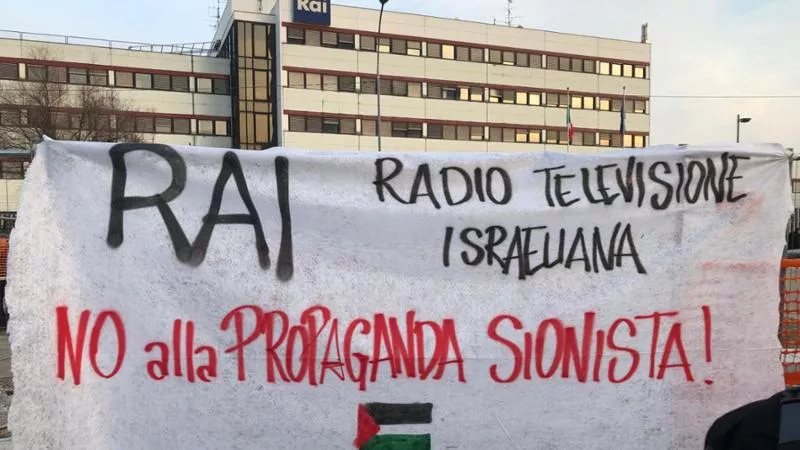 Rai
RAI RADIO TELEVISIONE
ISRAELIANA
NO alla PROPAGANDA SIONISTA!